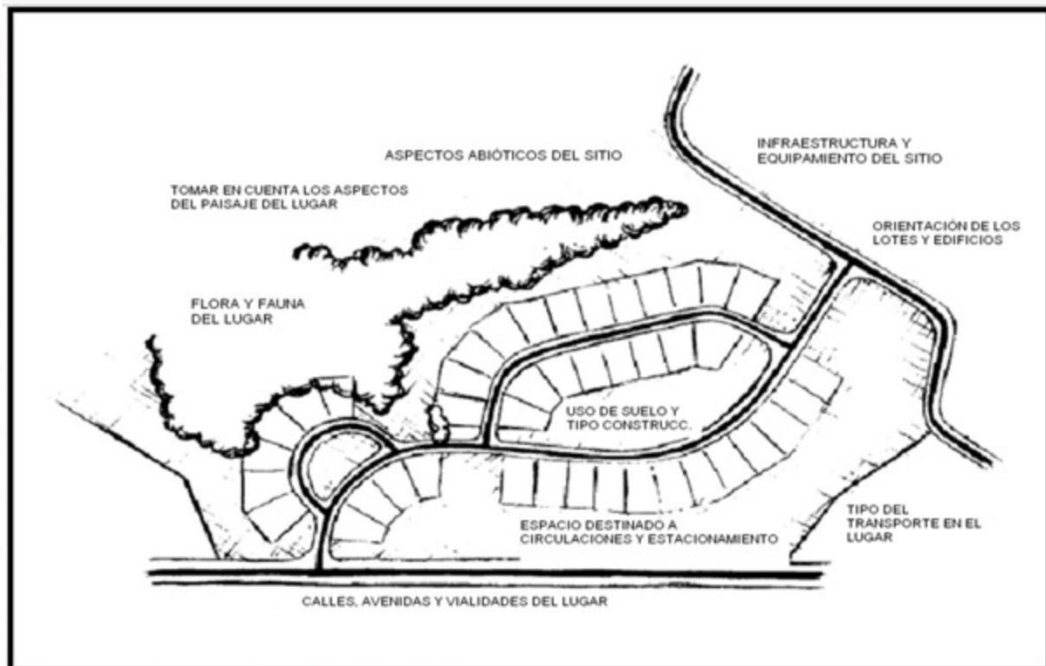 INFRAESTRUCTURA Y
EQUIPAMIENTO DEL SITIO
ASPECTOS ABIÓTICOS DEL SITIO
TOMAR EN CUENTA LOS ASPECTOS
DEL PAISAJE DEL LUGAR
ORIENTACIÓN DE LOS
LOTES Y EDIFICIOS
FLORA Y FAUNA
DEL LUGAR
USO DE SUELO Y
TIPO CONSTRUCC.
ESPACIO DESTINADO A
CIRCULACIONES Y ESTACIONAMIENTO
TIPO DEL
TRANSPORTE EN EL
LUGAR
CALLES, AVENIDAS Y VIALIDADES DEL LUGAR